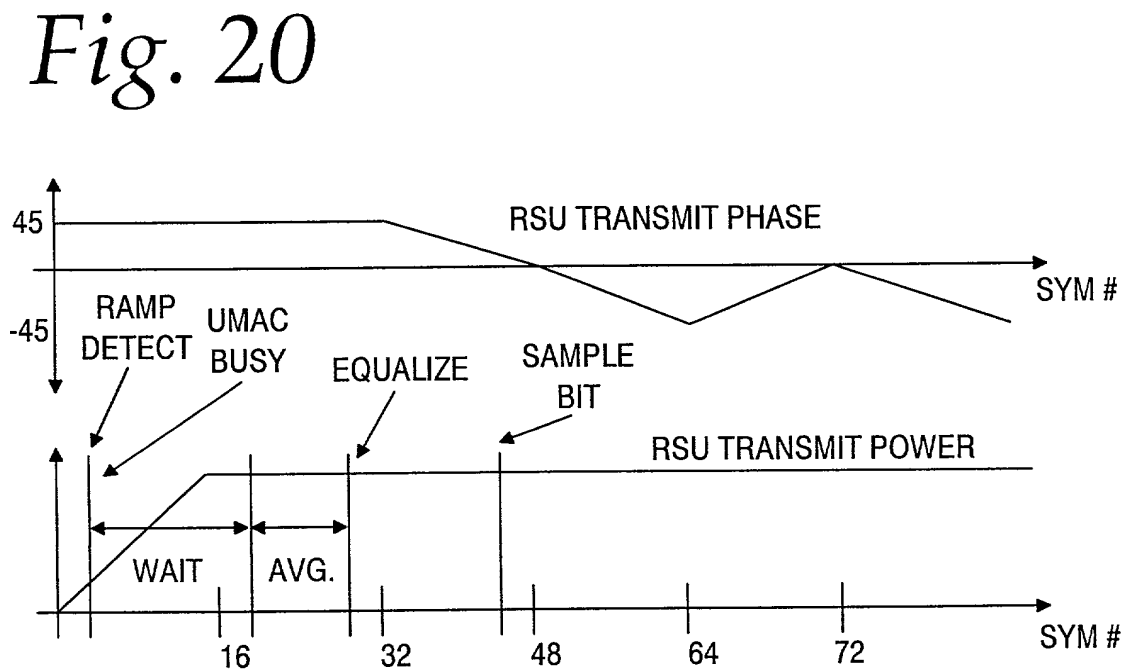 Fig. 20
45
RSU TRANSMIT PHASE
SYM #
-45
RAMP
DETECT
UMAC
BUSY
EQUALIZE
SAMPLE
BIT
RSU TRANSMIT POWER
WAIT
AVG.
16
32
48
64
72
SYM #